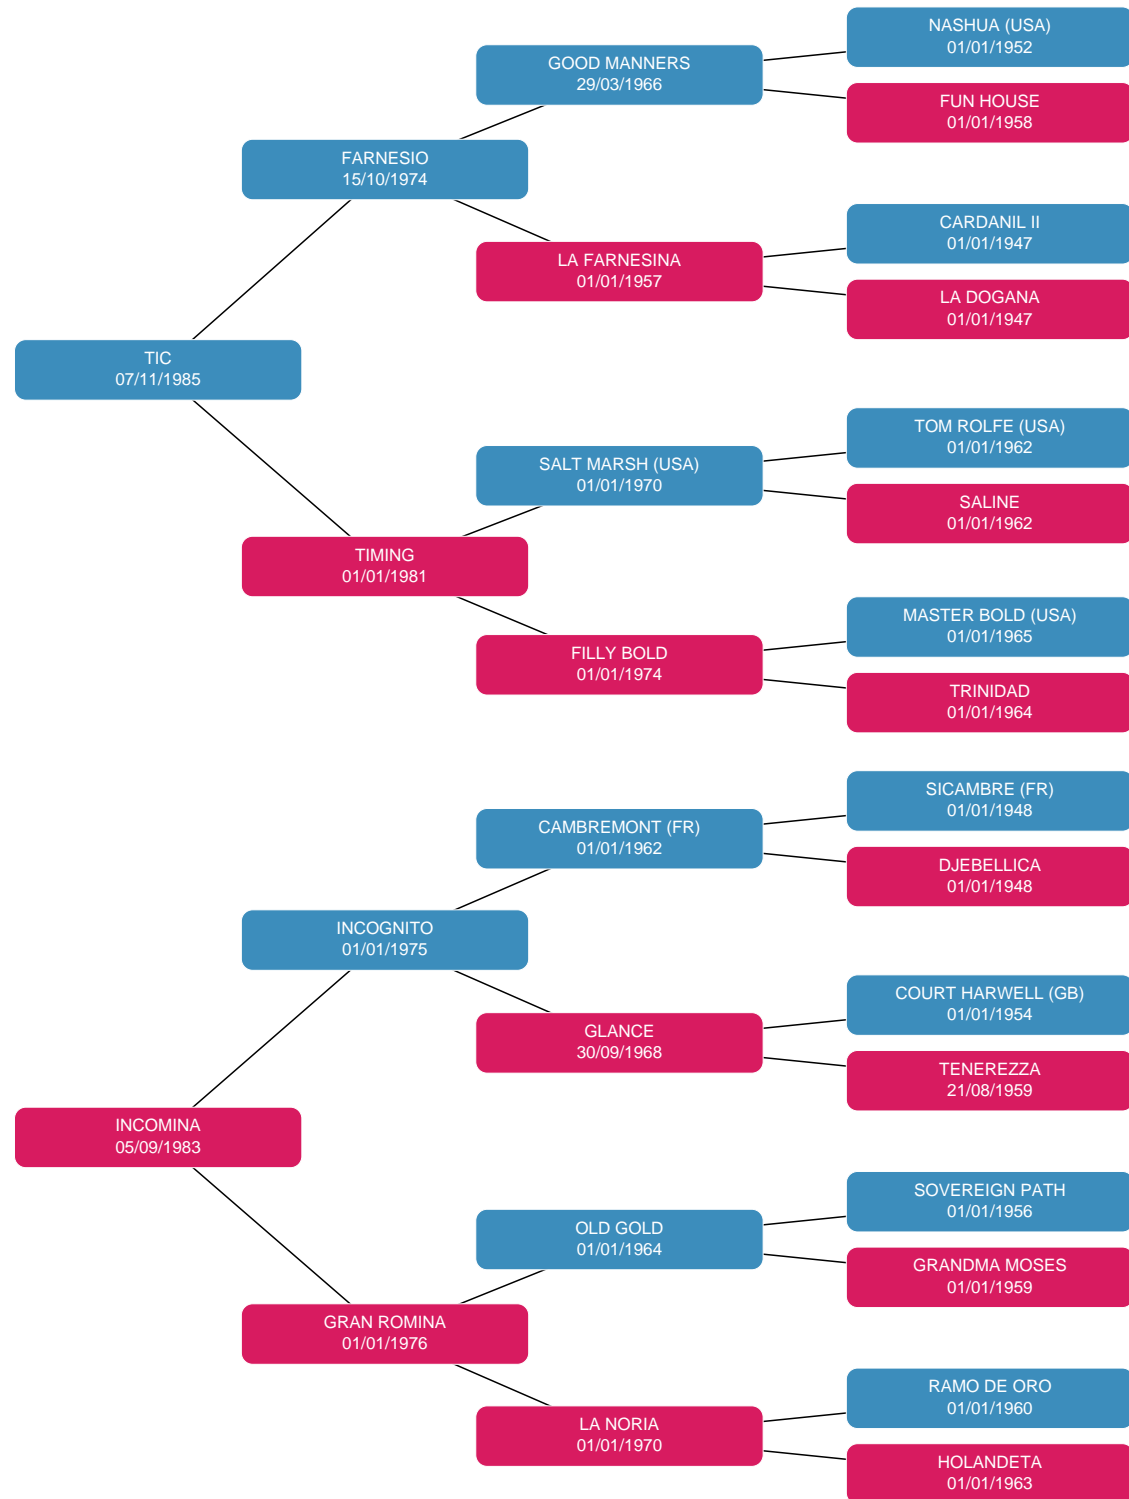 NASHUA (USA)
01/01/1952
GOOD MANNERS
29/03/1966
FUN HOUSE
01/01/1958
FARNESIO
15/10/1974
CARDANIL II
01/01/1947
LA FARNESINA
01/01/1957
LA DOGANA
01/01/1947
TIC
07/11/1985
TOM ROLFE (USA)
01/01/1962
SALT MARSH (USA)
01/01/1970
SALINE
01/01/1962
TIMING
01/01/1981
MASTER BOLD (USA)
01/01/1965
FILLY BOLD
01/01/1974
TRINIDAD
01/01/1964
SICAMBRE (FR)
01/01/1948
CAMBREMONT (FR)
01/01/1962
DJEBELLICA
01/01/1948
INCOGNITO
01/01/1975
COURT HARWELL (GB)
01/01/1954
GLANCE
30/09/1968
TENEREZZA
21/08/1959
INCOMINA
05/09/1983
SOVEREIGN PATH
01/01/1956
OLD GOLD
01/01/1964
GRANDMA MOSES
01/01/1959
GRAN ROMINA
01/01/1976
RAMO DE ORO
01/01/1960
LA NORIA
01/01/1970
HOLANDETA
01/01/1963